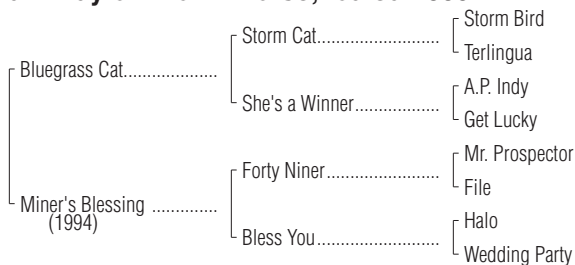 Storm Bird
Storm Cat
Terlingua
Bluegrass Cat
A.P. Indy
She's a Winner
Get Lucky
Mr. Prospector
Forty Niner
File
Miner's Blessing
(1994)
Halo
Bless You
Wedding Party